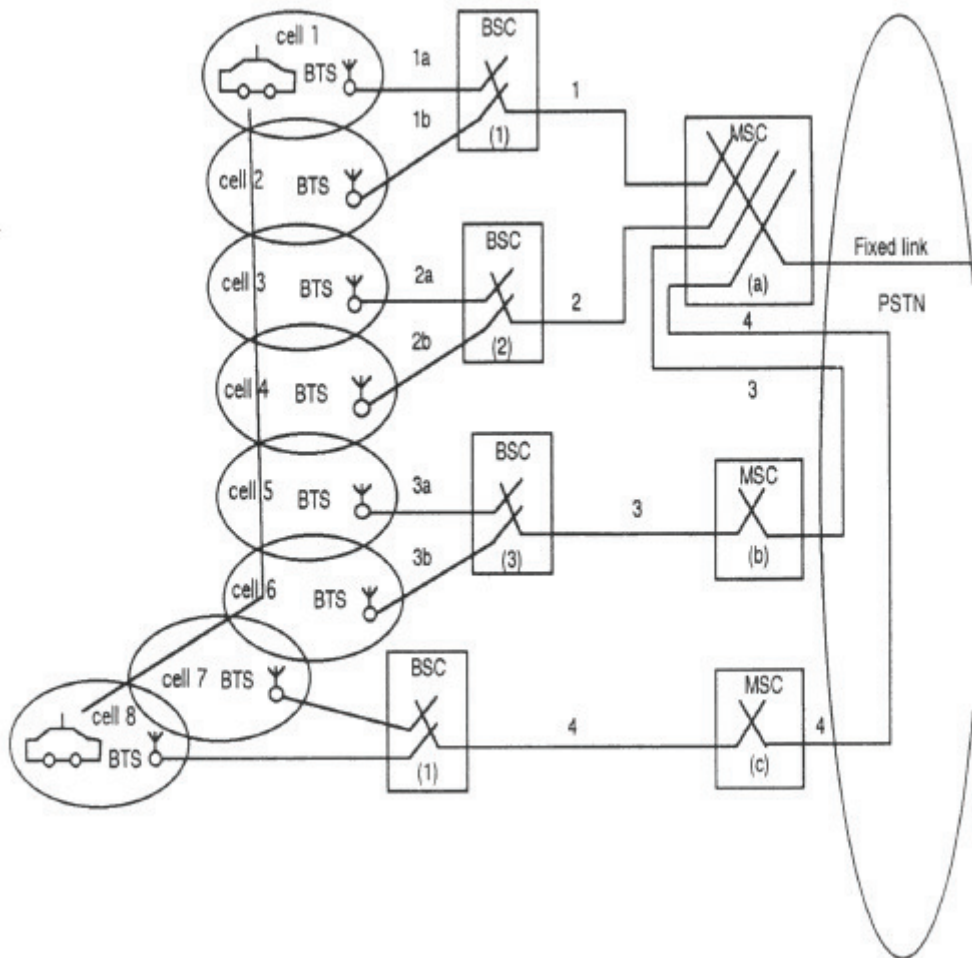 cell 1
BTS
1a
BSC
1
1b
(1)
MSC
cell 2
BTS
cell 3
BTS
2a
BSC
2
Fixed link
(a)
PSTN
2b
(2)
4
cell 4
BTS
3
cell 5
BTS
3a
BSC
3
MSC
3b
(3)
(b)
cell 6
BTS
cell 7
BTS
BSC
MSC
cell 8
BTS
4
4
(1)
(c)